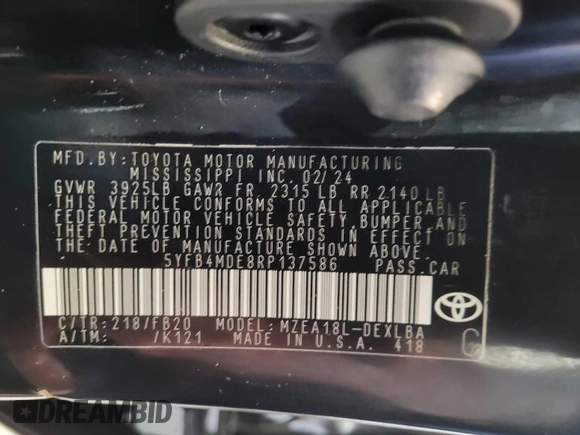 MFD.BY:TOYOTA MOTOR MANUFACTURING
MISSISSIPPI INC. 02/24
GVWR 3925LB GAWR FR. 2315 LB RR 2140 LB
THIS VEHICLE CONFORMS TO ALL APPLICABLE
FEDERAL MOTOR VEHICLE SAFETY, BUMPER,AND
THEFT PREVENTION STANDARDS IN EFFECT ON
THE DATE OF MANUFACTURE SHOWN ABOVE.
5YFB4MDE8RP137586 PASS.CAR
C/TR:218/FB20 MODEL:MZEA18L-DEXLBA
A/TM: /K121 MADE IN U.S.A. 418
DREAMBID